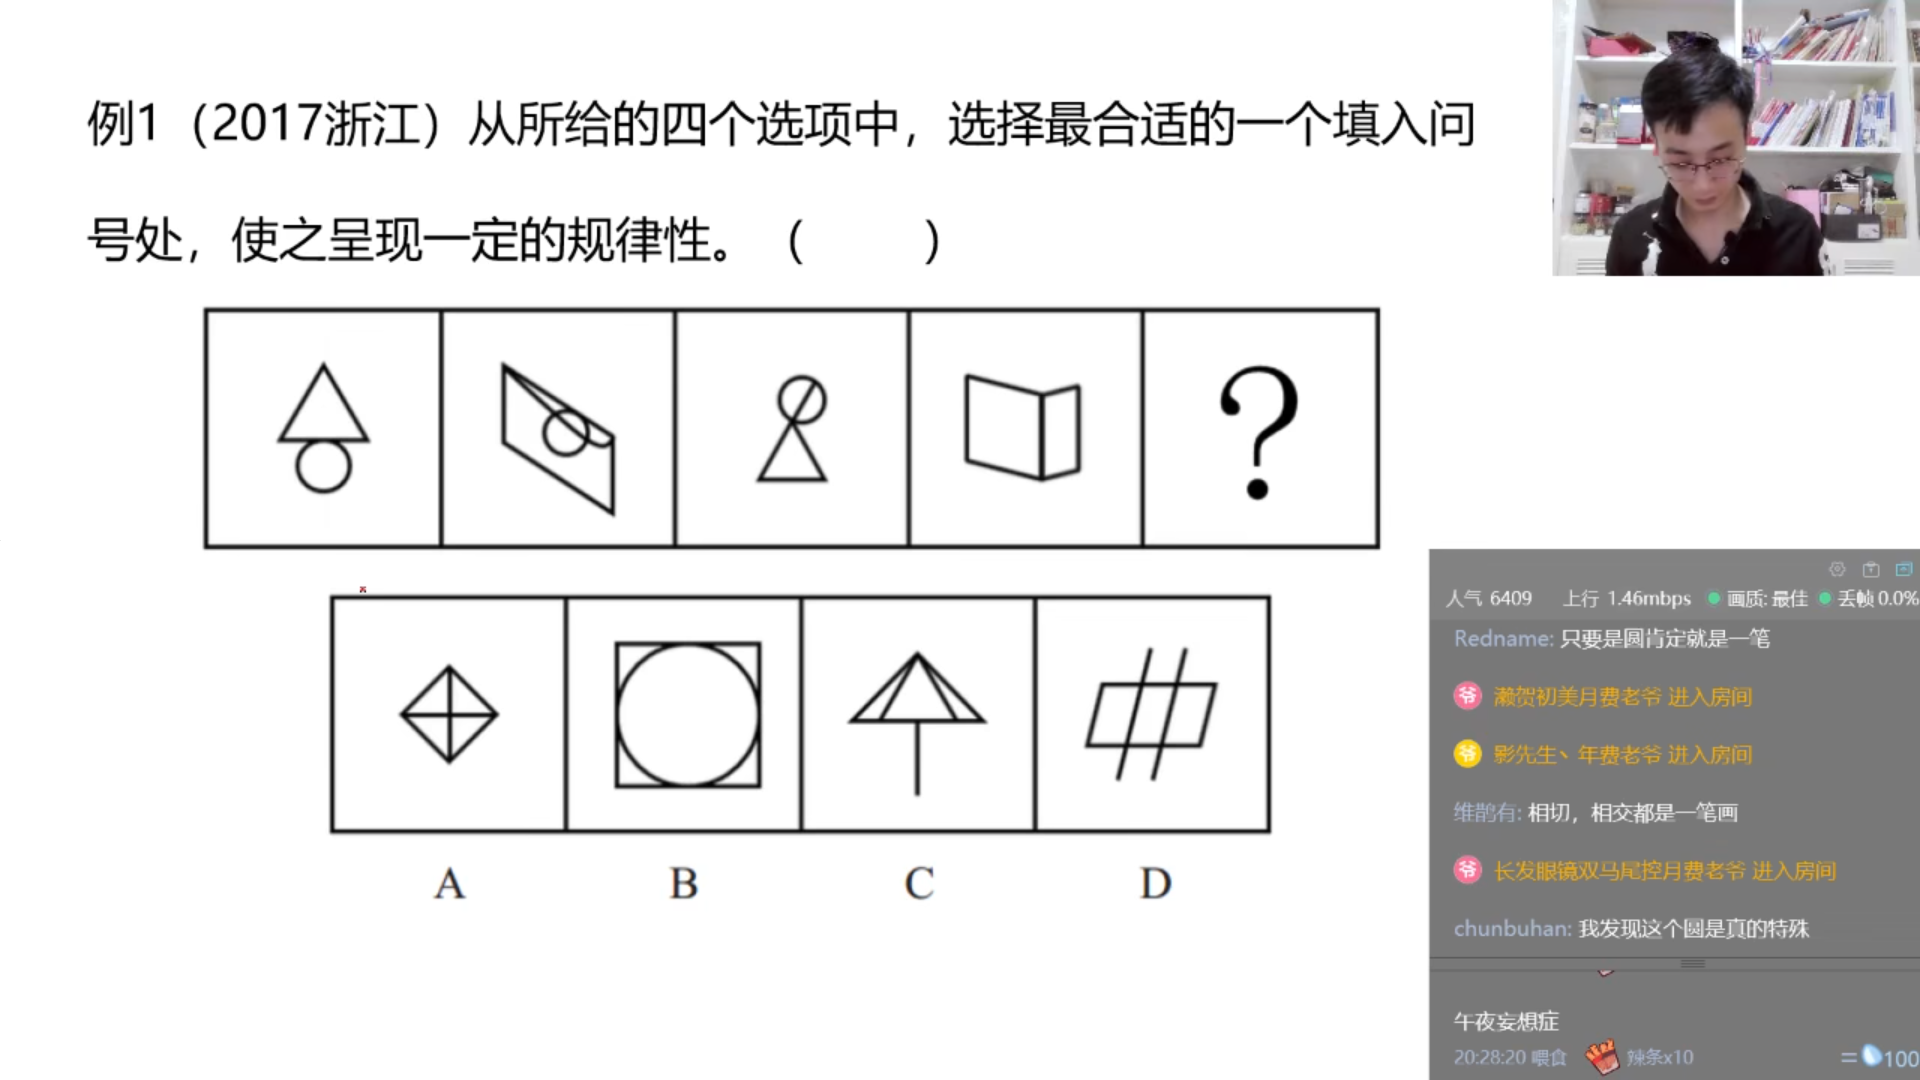 例1（2017浙江）从所给的四个选项中，选择最合适的一个填入问
号处，使之呈现一定的规律性。（　　）
?
A B C D
人气 6409 上行 1.46mbps 画质: 最佳 丢帧 0.0%
Redname: 只要是圆肯定就是一笔
爷 濑贺初美月费老爷 进入房间
爷 影先生丶年费老爷 进入房间
维鹊有: 相切，相交都是一笔画
爷 长发眼镜双马尾控月费老爷 进入房间
chunbuhan: 我发现这个圆是真的特殊
午夜妄想症
20:28:20 喂食 辣条x10 =100